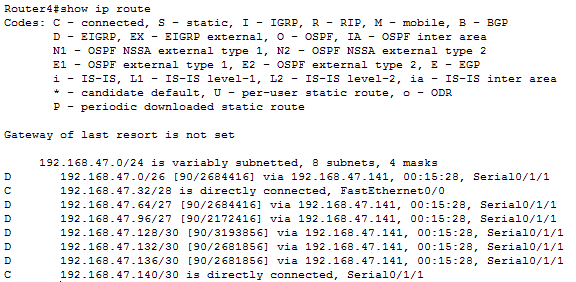 Router4#show ip route
Codes: C - connected, S - static, I - IGRP, R - RIP, M - mobile, B - BGP
       D - EIGRP, EX - EIGRP external, O - OSPF, IA - OSPF inter area
       N1 - OSPF NSSA external type 1, N2 - OSPF NSSA external type 2
       E1 - OSPF external type 1, E2 - OSPF external type 2, E - EGP
       i - IS-IS, L1 - IS-IS level-1, L2 - IS-IS level-2, ia - IS-IS inter area
       * - candidate default, U - per-user static route, o - ODR
       P - periodic downloaded static route
Gateway of last resort is not set
     192.168.47.0/24 is variably subnetted, 8 subnets, 4 masks
D       192.168.47.0/26 [90/2684416] via 192.168.47.141, 00:15:28, Serial0/1/1
C       192.168.47.32/28 is directly connected, FastEthernet0/0
D       192.168.47.64/27 [90/2684416] via 192.168.47.141, 00:15:28, Serial0/1/1
D       192.168.47.96/27 [90/2172416] via 192.168.47.141, 00:15:28, Serial0/1/1
D       192.168.47.128/30 [90/3193856] via 192.168.47.141, 00:15:28, Serial0/1/1
D       192.168.47.132/30 [90/2681856] via 192.168.47.141, 00:15:28, Serial0/1/1
D       192.168.47.136/30 [90/2681856] via 192.168.47.141, 00:15:28, Serial0/1/1
C       192.168.47.140/30 is directly connected, Serial0/1/1